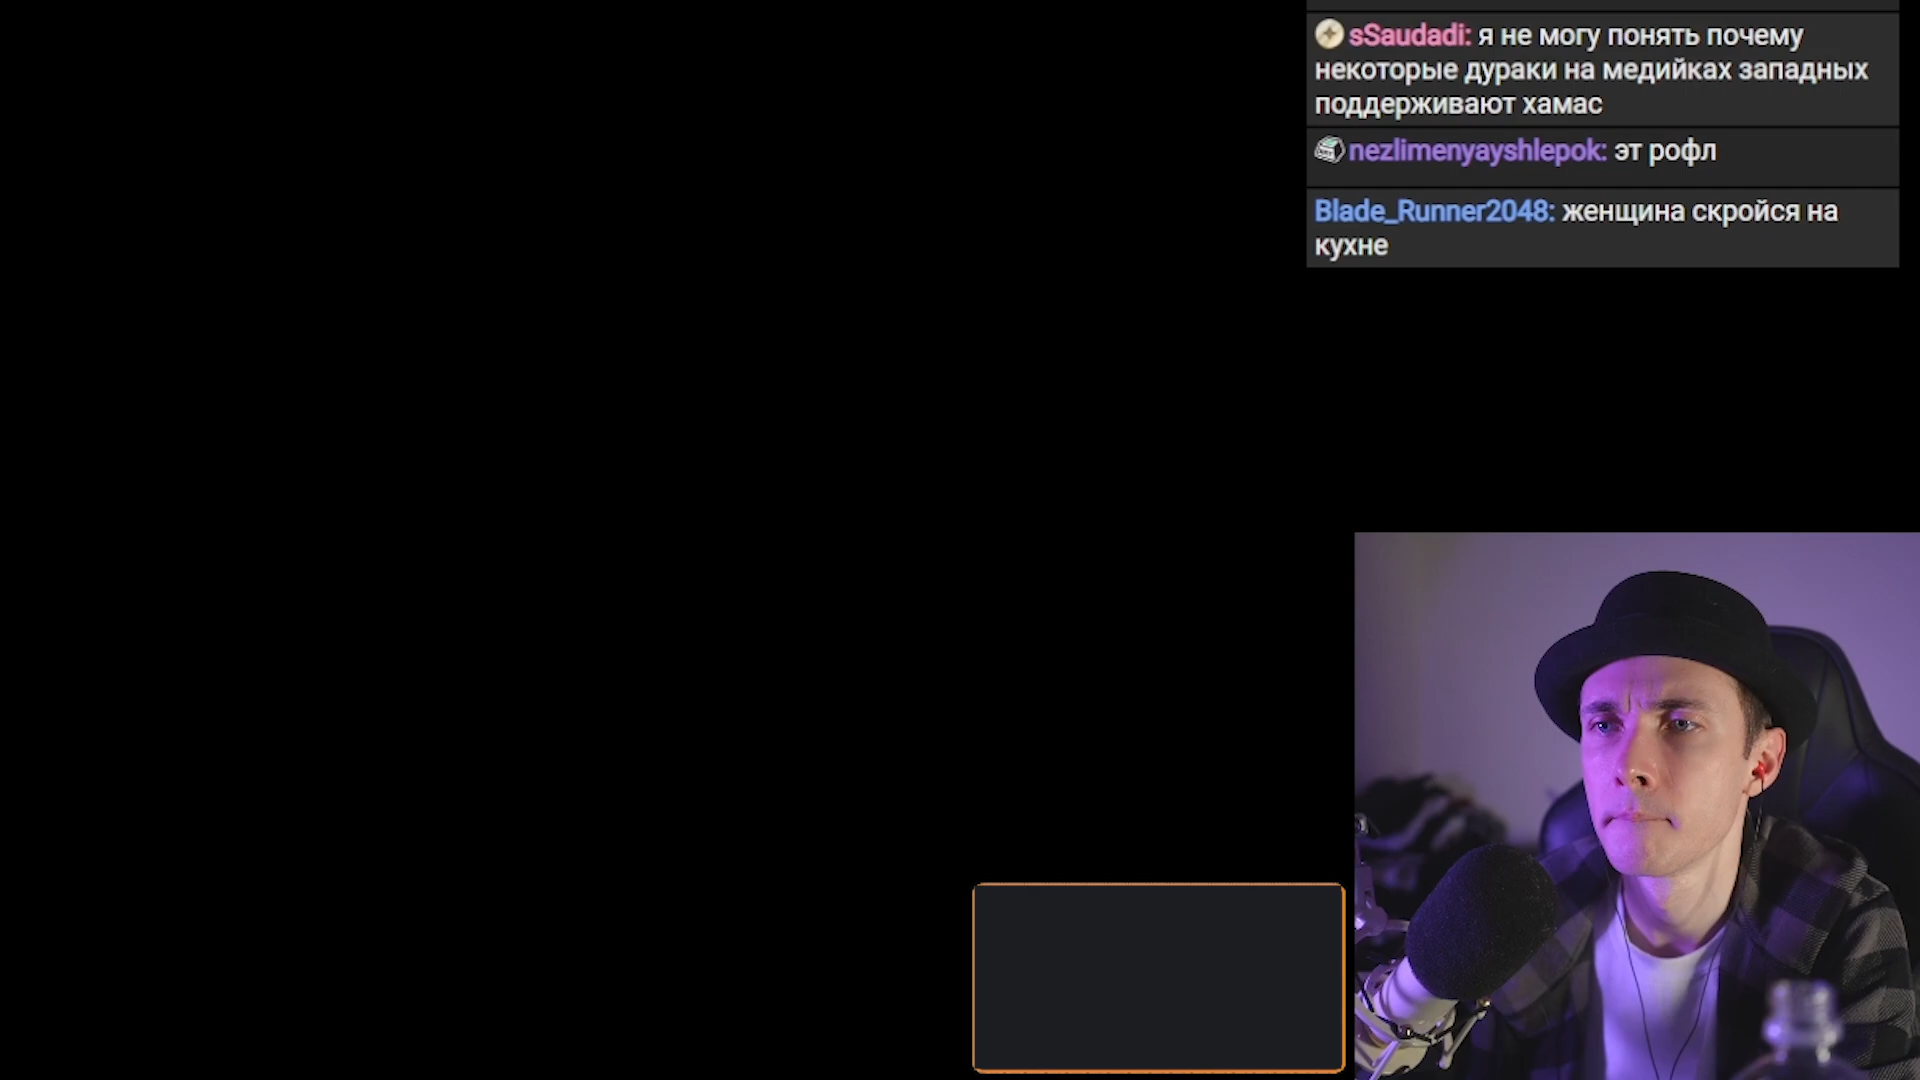 sSaudadi: я не могу понять почему
некоторые дураки на медийках западных
поддерживают хамас
nezlimenyayshlepok: эт рофл
Blade_Runner2048: женщина скройся на
кухне